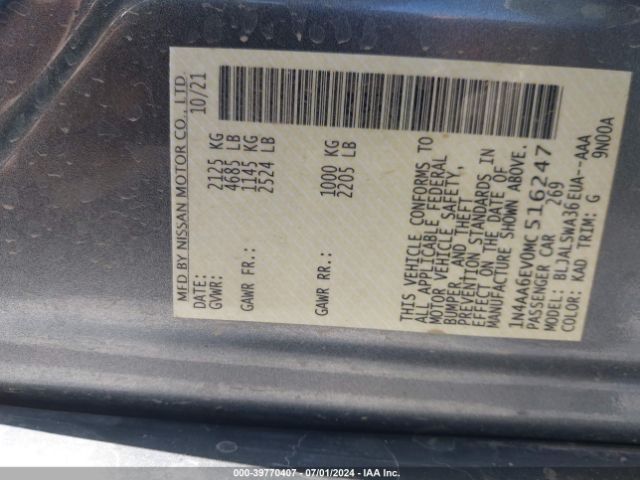 MFD BY NISSAN MOTOR CO., LTD.
DATE: 10/21
GVWR: 2125 KG
4685 LB
GAWR FR.: 1145 KG
2524 LB
GAWR RR.: 1000 KG
2205 LB
THIS VEHICLE CONFORMS TO
ALL APPLICABLE FEDERAL
MOTOR VEHICLE SAFETY,
BUMPER, AND THEFT
PREVENTION STANDARDS IN
EFFECT ON THE DATE OF
MANUFACTURE SHOWN ABOVE.
1N4AA6EV0MC516247
PASSENGER CAR 269
MODEL: BLJALSWA36EUA--AAA
COLOR: KAD TRIM: G 9N00A
000-39770407 - 07/01/2024 - IAA Inc.